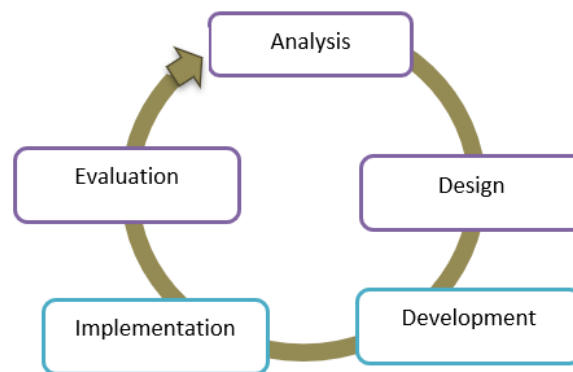 Analysis
Design
Development
Implementation
Evaluation